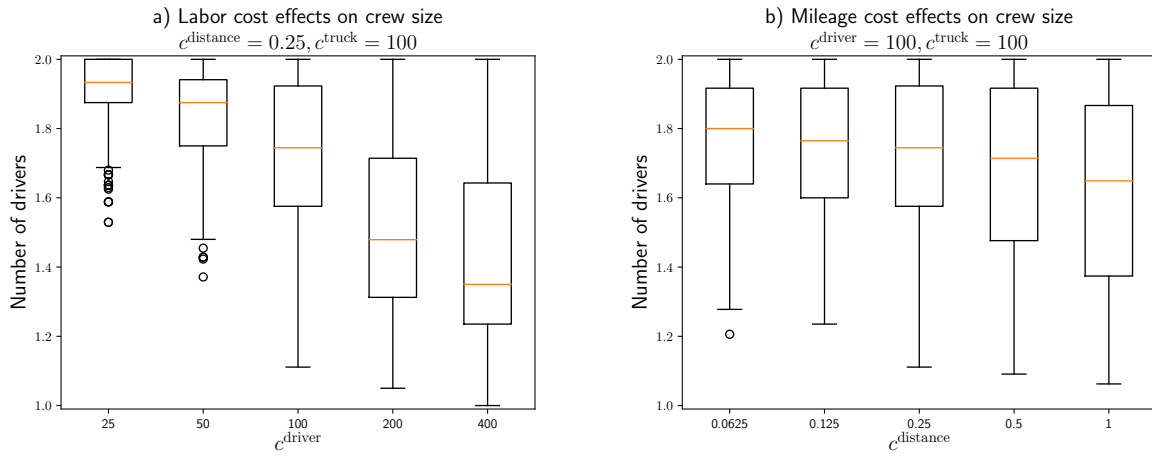 a) Labor cost effects on crew size
c^distance = 0.25, c^truck = 100
Number of drivers
2.0
1.8
1.6
1.4
1.2
1.0
25 50 100 200 400
c^driver
b) Mileage cost effects on crew size
c^driver = 100, c^truck = 100
Number of drivers
2.0
1.8
1.6
1.4
1.2
1.0
0.0625 0.125 0.25 0.5 1
c^distance